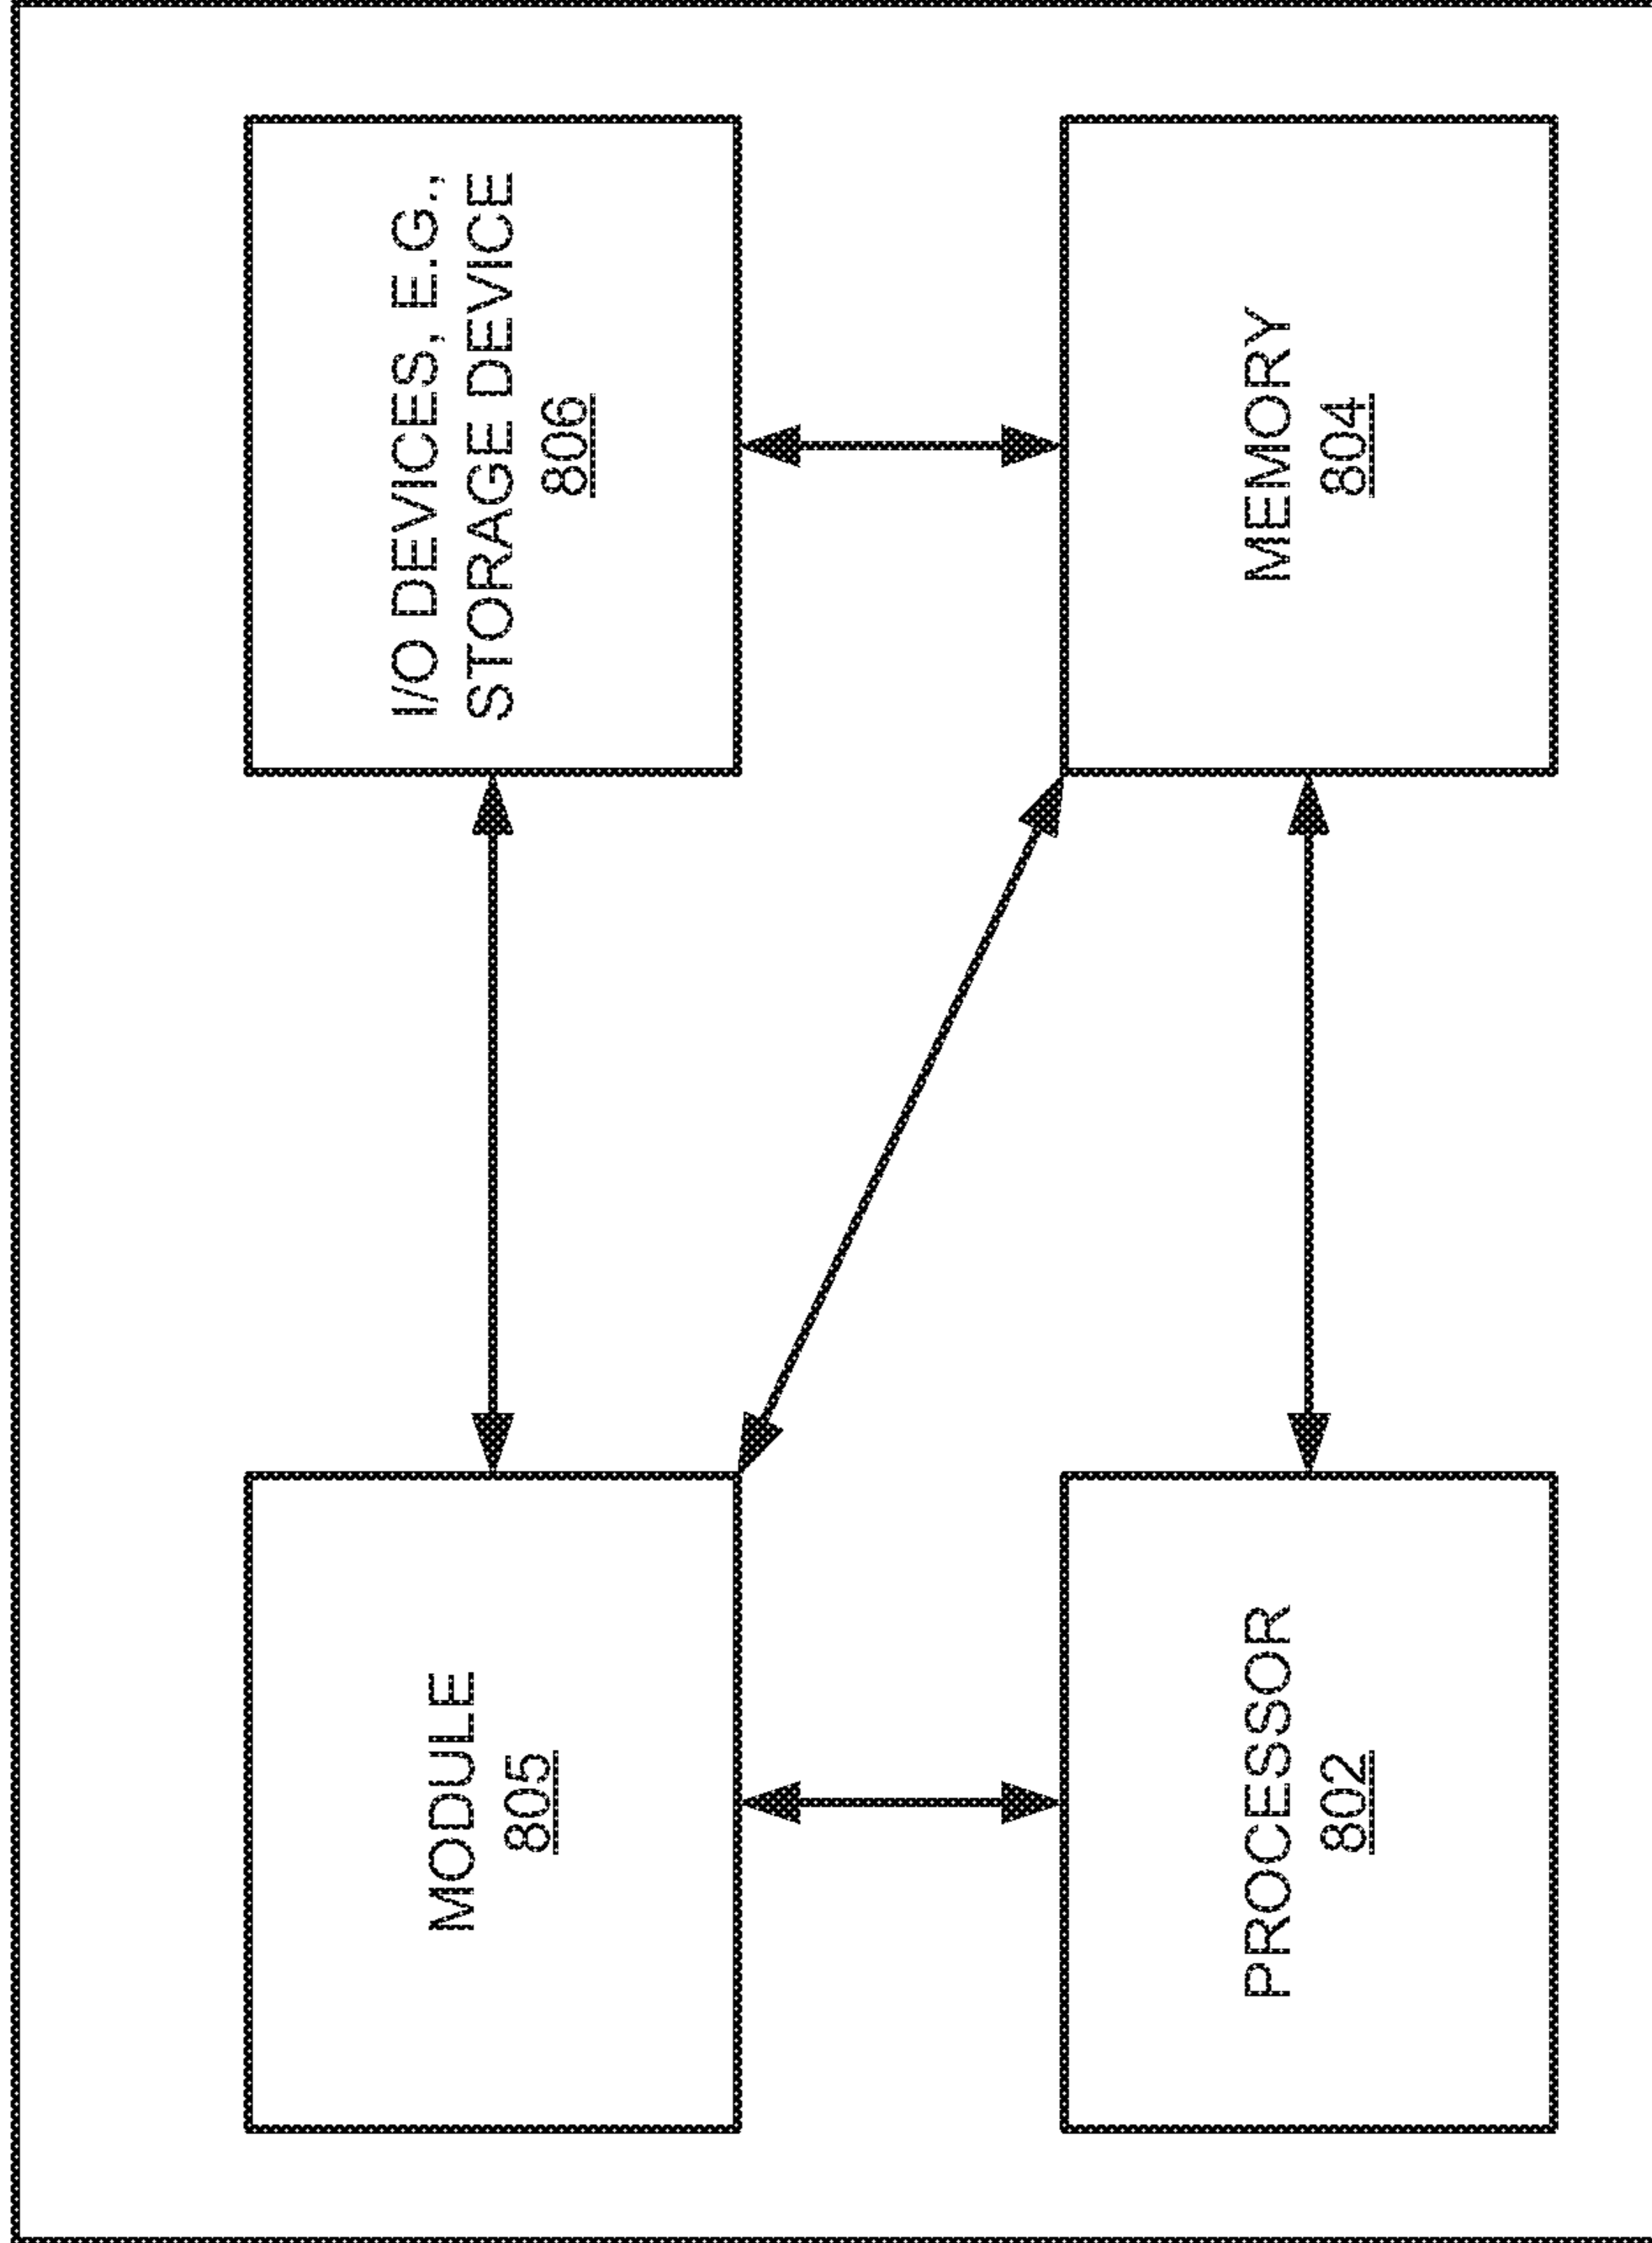 MODULE
805
I/O DEVICES, E.G.,
STORAGE DEVICE
806
PROCESSOR
802
MEMORY
804